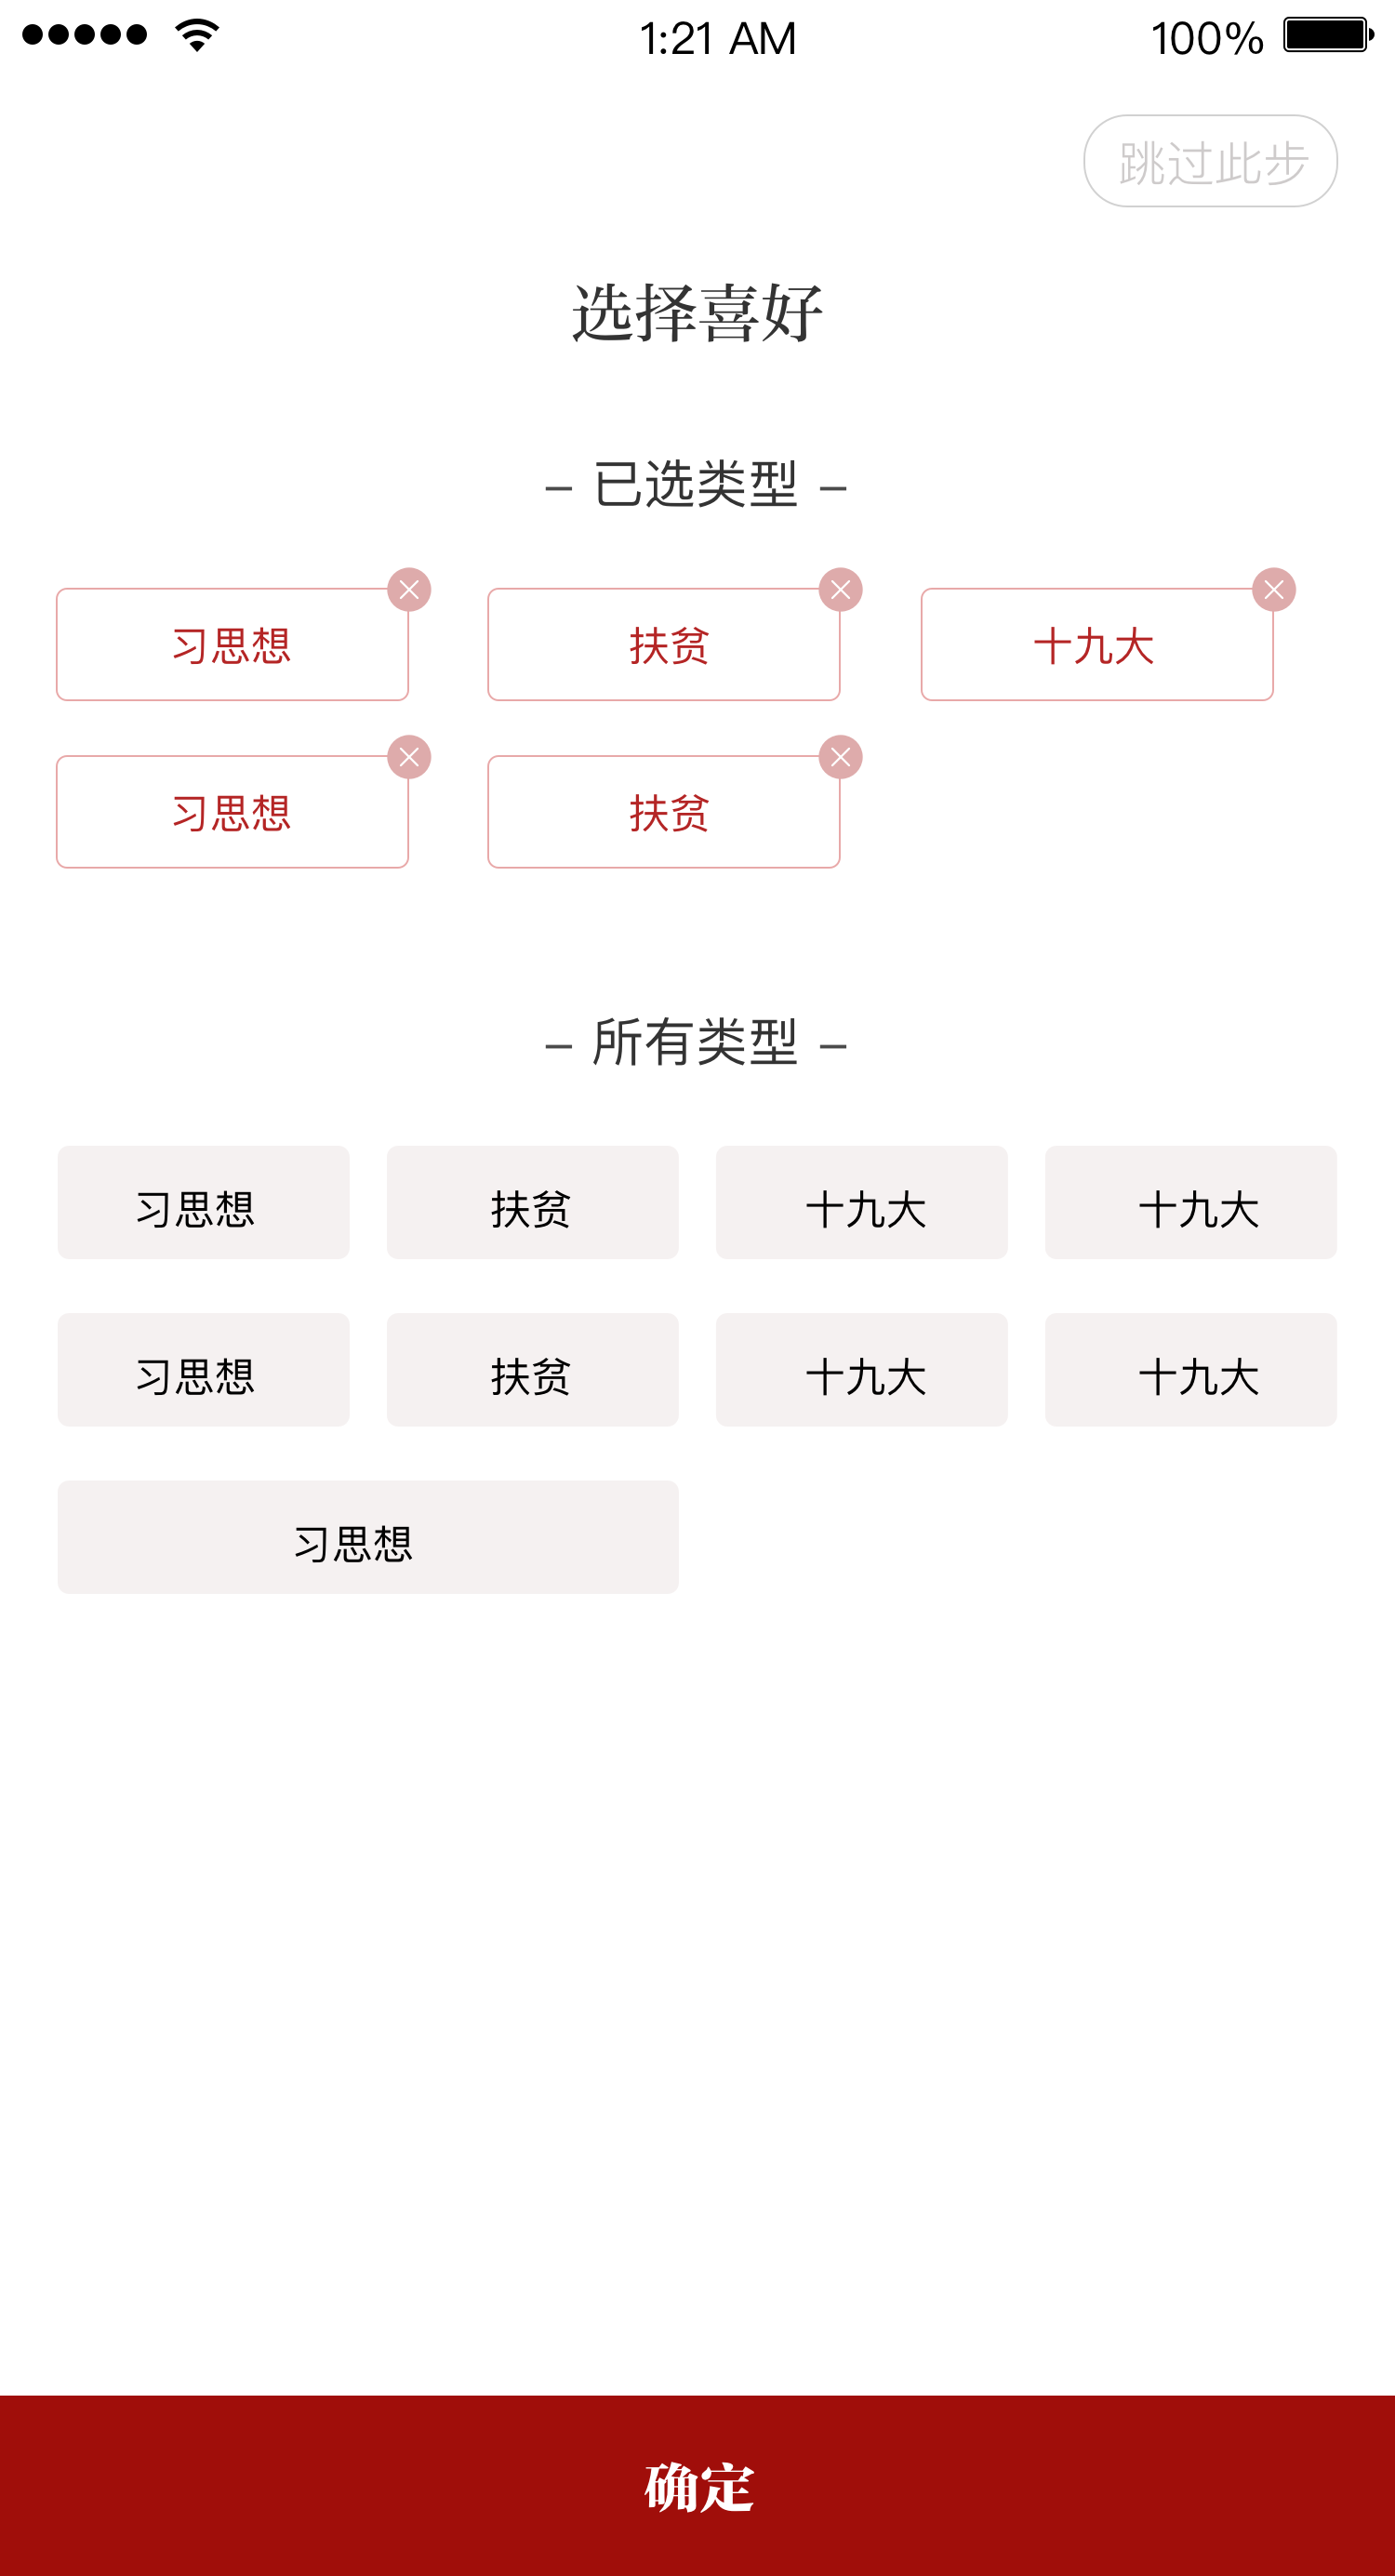 1:21 AM 100%
跳过此步
选择喜好
– 已选类型 –
习思想 扶贫 十九大
习思想 扶贫
– 所有类型 –
习思想 扶贫 十九大 十九大
习思想 扶贫 十九大 十九大
习思想
确定